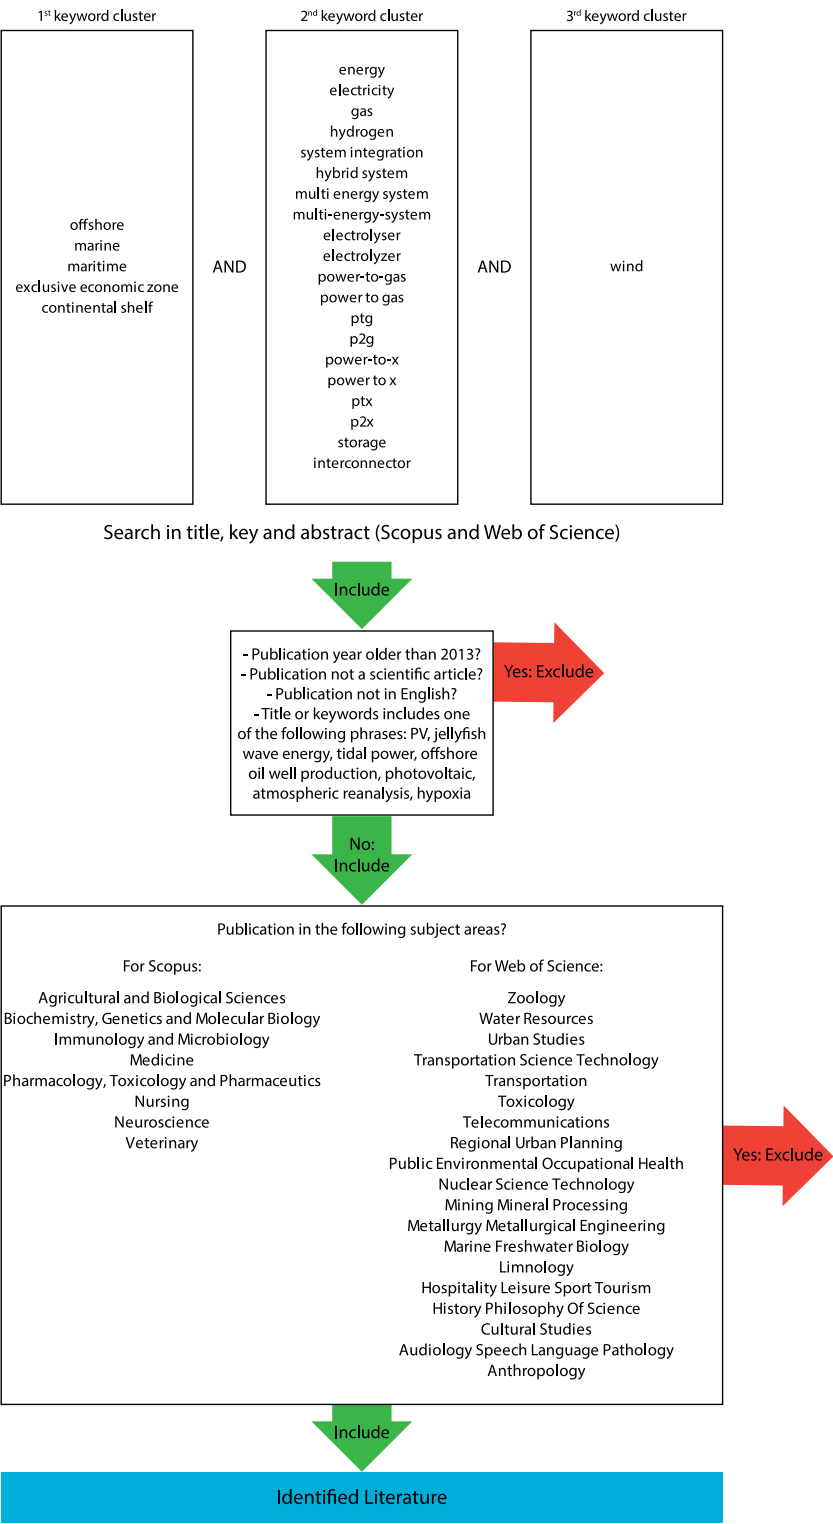 1st keyword cluster
2nd keyword cluster
3rd keyword cluster
offshore
marine
maritime
exclusive economic zone
continental shelf
AND
energy
electricity
gas
hydrogen
system integration
hybrid system
multi energy system
multi-energy-system
electrolyser
electrolyzer
power-to-gas
power to gas
ptg
p2g
power-to-x
power to x
ptx
p2x
storage
interconnector
AND
wind
Search in title, key and abstract (Scopus and Web of Science)
Include
- Publication year older than 2013?
- Publication not a scientific article?
- Publication not in English?
- Title or keywords includes one
of the following phrases: PV, jellyfish
wave energy, tidal power, offshore
oil well production, photovoltaic,
atmospheric reanalysis, hypoxia
Yes: Exclude
No:
Include
Publication in the following subject areas?
For Scopus:
Agricultural and Biological Sciences
Biochemistry, Genetics and Molecular Biology
Immunology and Microbiology
Medicine
Pharmacology, Toxicology and Pharmaceutics
Nursing
Neuroscience
Veterinary
For Web of Science:
Zoology
Water Resources
Urban Studies
Transportation Science Technology
Transportation
Toxicology
Telecommunications
Regional Urban Planning
Public Environmental Occupational Health
Nuclear Science Technology
Mining Mineral Processing
Metallurgy Metallurgical Engineering
Marine Freshwater Biology
Limnology
Hospitality Leisure Sport Tourism
History Philosophy Of Science
Cultural Studies
Audiology Speech Language Pathology
Anthropology
Yes: Exclude
Include
Identified Literature